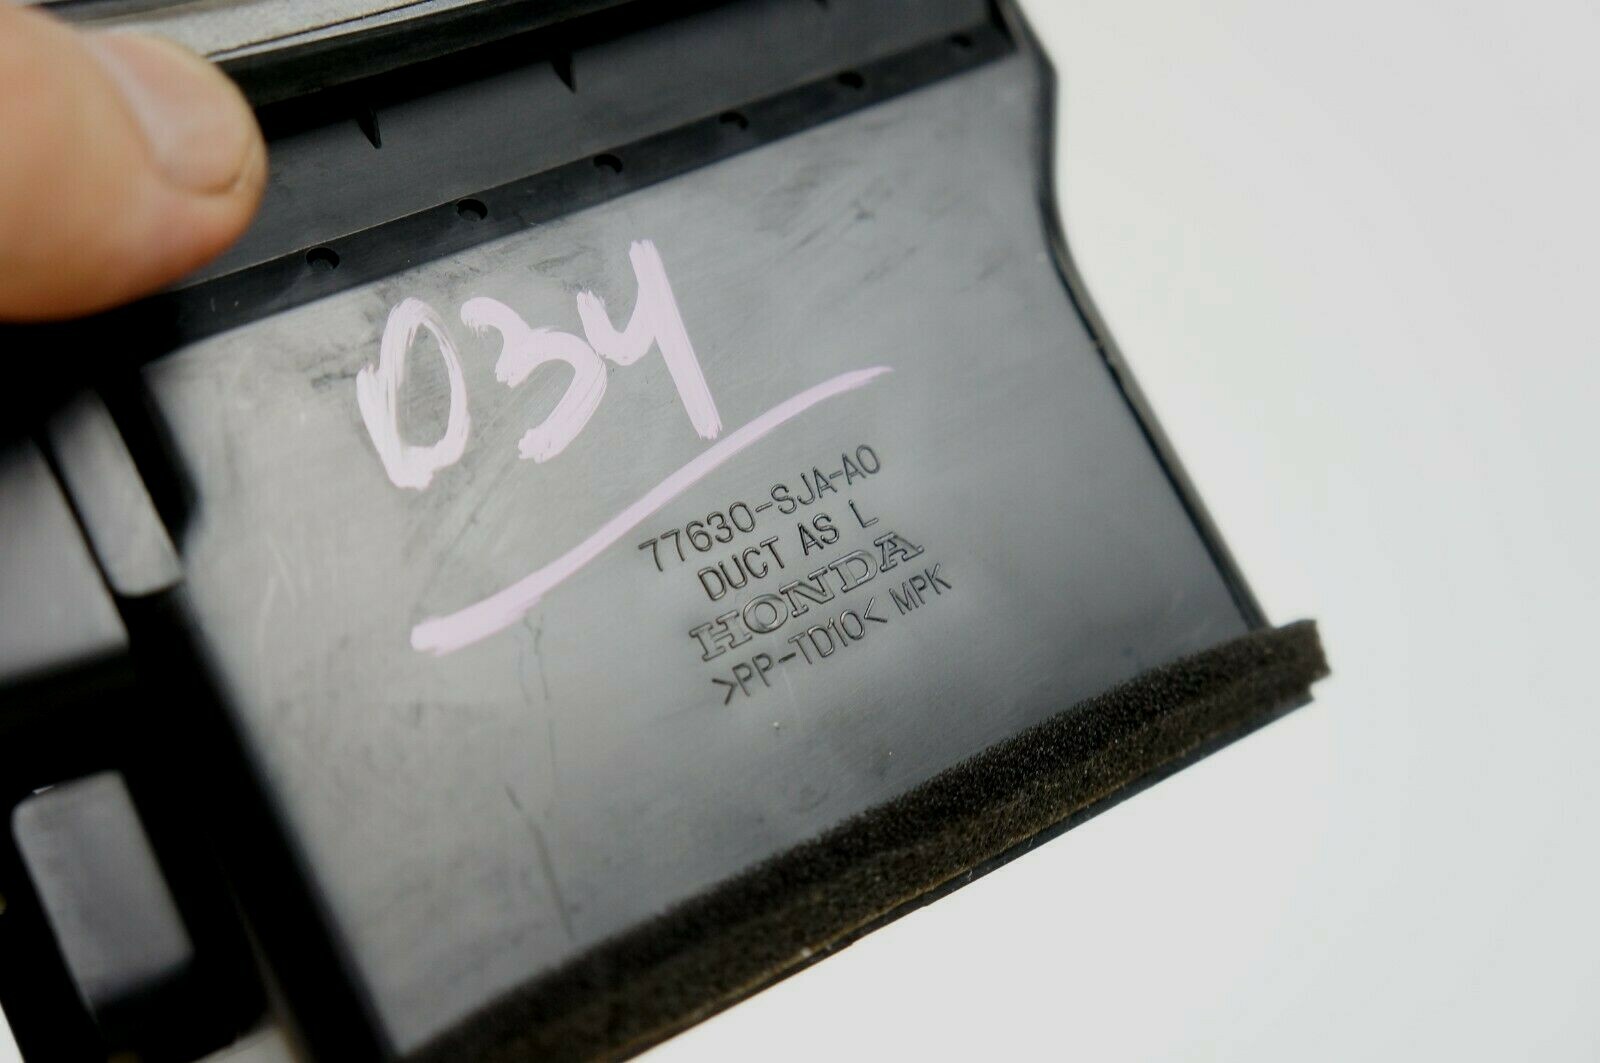 034
77630-SJA-A0
DUCT AS L
HONDA
>PP-TD10< MPK